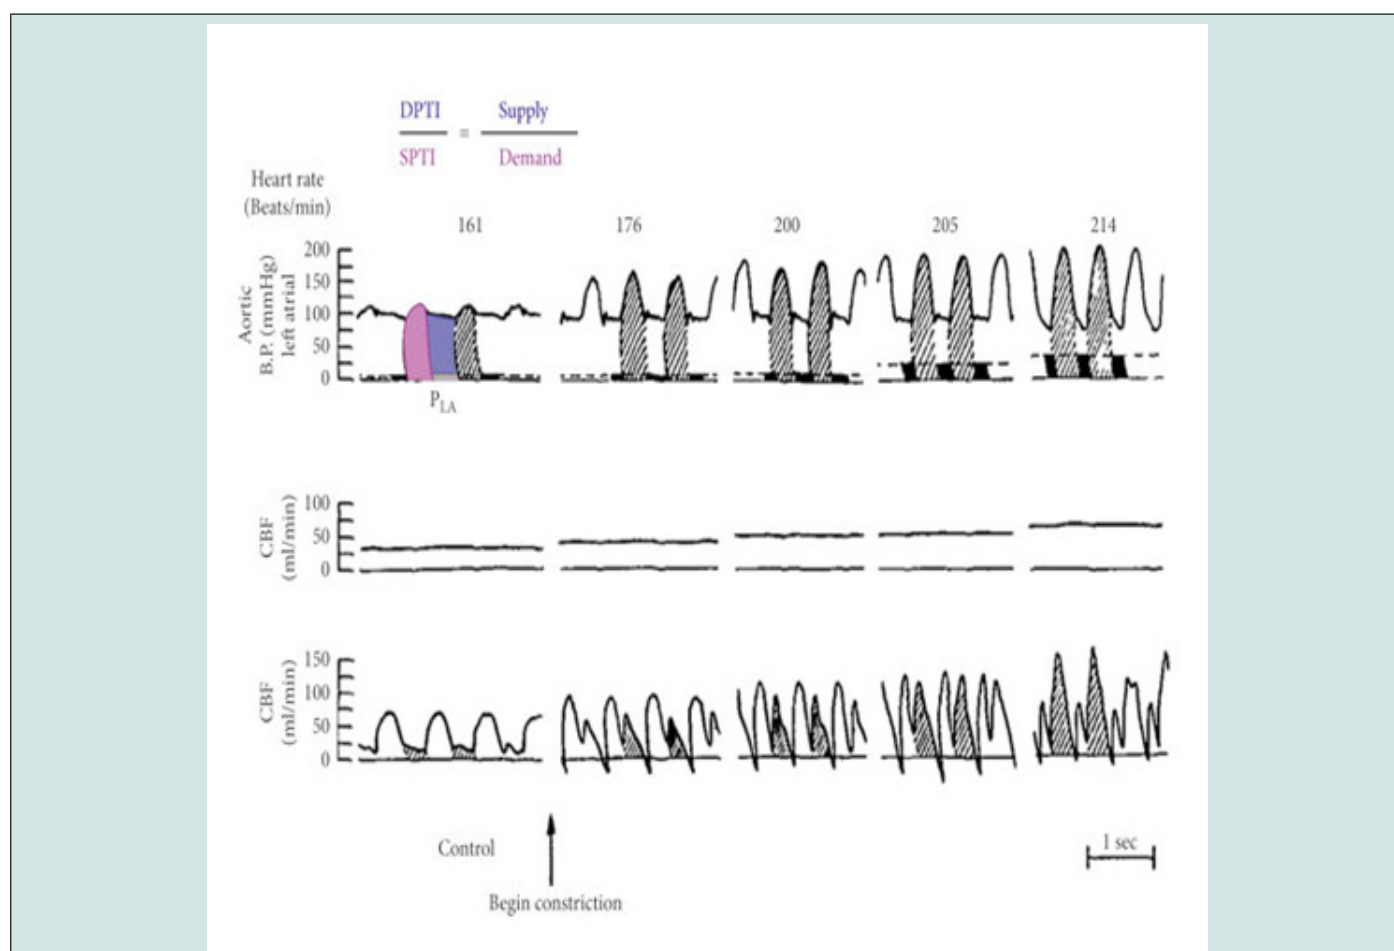 DPTI = Supply
SPTI Demand
Heart rate
(Beats/min)
161 176 200 205 214
Aortic
B.P. (mmHg)
left atrial
200
150
100
50
0
P_LA
CBF
(ml/min)
100
50
0
CBF
(ml/min)
150
100
50
0
Control
Begin constriction
1 sec